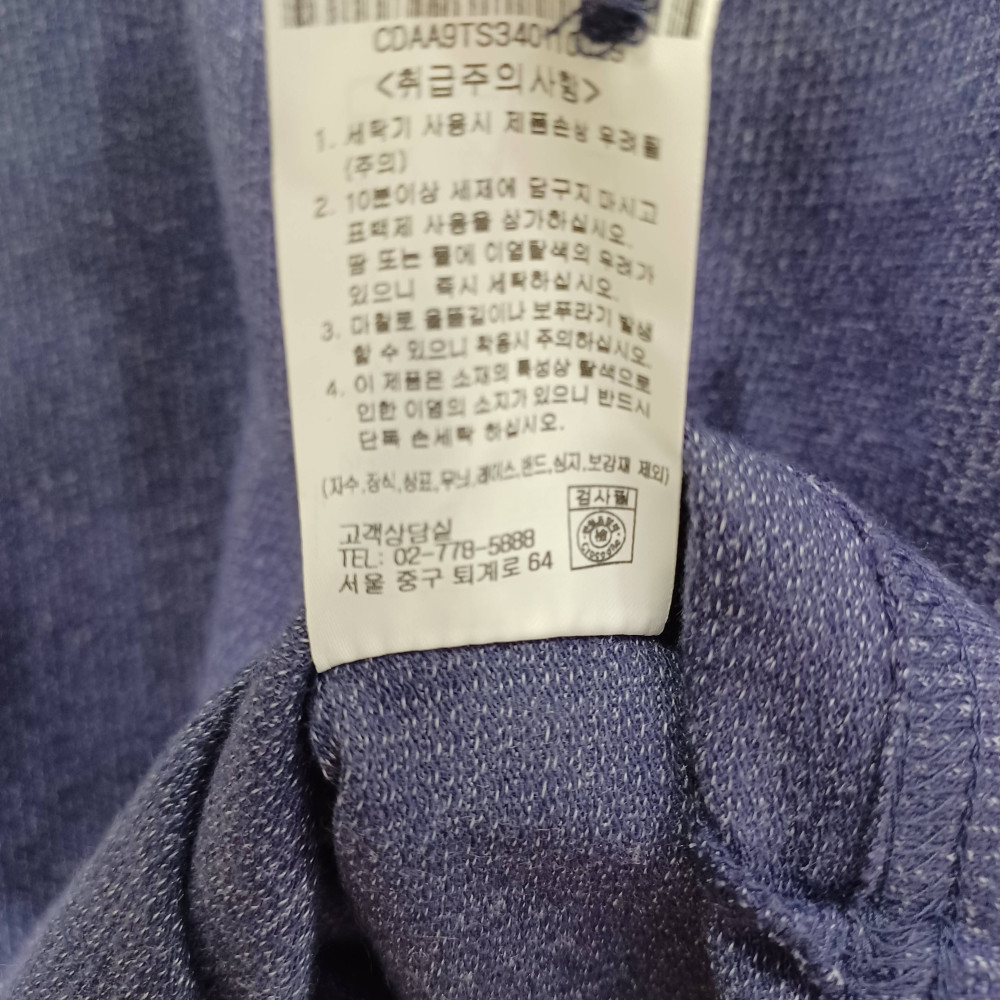 CDAA9TS340
<취급주의사항>
1. 세탁기 사용시 제품손상 우려됨
(주의)
2. 10분이상 세제에 담구지 마시고
표백제 사용을 삼가하십시오.
땀 또는 물에 이염탈색의 우려가
있으니 즉시 세탁하십시오.
3. 마찰로 올뜯김이나 보푸라기 발생
할 수 있으니 착용시 주의하십시오.
4. 이 제품은 소재의 특성상 탈색으로
인한 이염의 소지가 있으니 반드시
단독 손세탁 하십시오.
(자수,장식,상표,무늬,레이스,밴드,심지,보강재 제외)
검사필
고객상담실
TEL: 02-778-5888
서울 중구 퇴계로 64